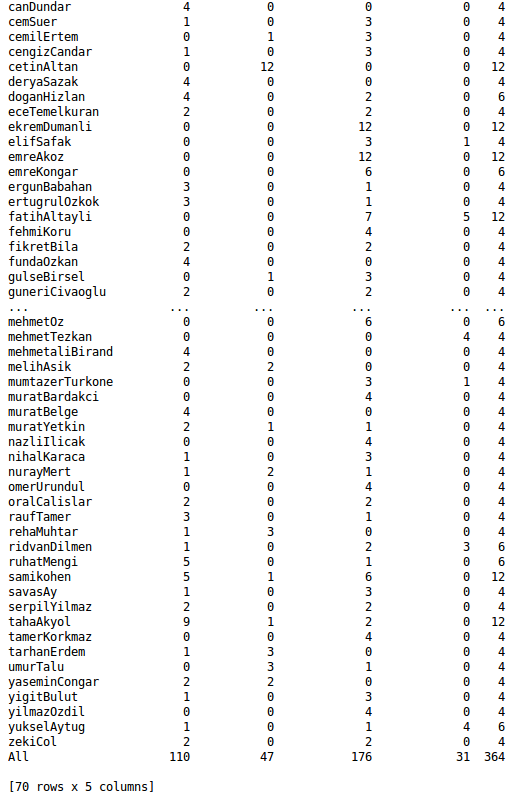 canDundar 4 0 0 0 4
cemSuer 1 0 3 0 4
cemilErtem 0 1 3 0 4
cengizCandar 1 0 3 0 4
cetinAltan 0 12 0 0 12
deryaSazak 4 0 0 0 4
doganHizlan 4 0 2 0 6
eceTemelkuran 2 0 2 0 4
ekremDumanli 0 0 12 0 12
elifSafak 0 0 3 1 4
emreAkoz 0 0 12 0 12
emreKongar 0 0 6 0 6
ergunBabahan 3 0 1 0 4
ertugrulOzkok 3 0 1 0 4
fatihAltayli 0 0 7 5 12
fehmiKoru 0 0 4 0 4
fikretBila 2 0 2 0 4
fundaOzkan 4 0 0 0 4
gulseBirsel 0 1 3 0 4
guneriCivaoglu 2 0 2 0 4
... ... ... ... ... ...
mehmetOz 0 0 6 0 6
mehmetTezkan 0 0 0 4 4
mehmetaliBirand 4 0 0 0 4
melihAsik 2 2 0 0 4
mumtazerTurkone 0 0 3 1 4
muratBardakci 0 0 4 0 4
muratBelge 4 0 0 0 4
muratYetkin 2 1 1 0 4
nazliIlicak 0 0 4 0 4
nihalKaraca 1 0 3 0 4
nurayMert 1 2 1 0 4
omerUrundul 0 0 4 0 4
oralCalislar 2 0 2 0 4
raufTamer 3 0 1 0 4
rehaMuhtar 1 3 0 0 4
ridvanDilmen 1 0 2 3 6
ruhatMengi 5 0 1 0 6
samikohen 5 1 6 0 12
savasAy 1 0 3 0 4
serpilYilmaz 2 0 2 0 4
tahaAkyol 9 1 2 0 12
tamerKorkmaz 0 0 4 0 4
tarhanErdem 1 3 0 0 4
umurTalu 0 3 1 0 4
yaseminCongar 2 2 0 0 4
yigitBulut 1 0 3 0 4
yilmazOzdil 0 0 4 0 4
yukselAytug 1 0 1 4 6
zekiCol 2 0 2 0 4
All 110 47 176 31 364
[70 rows x 5 columns]